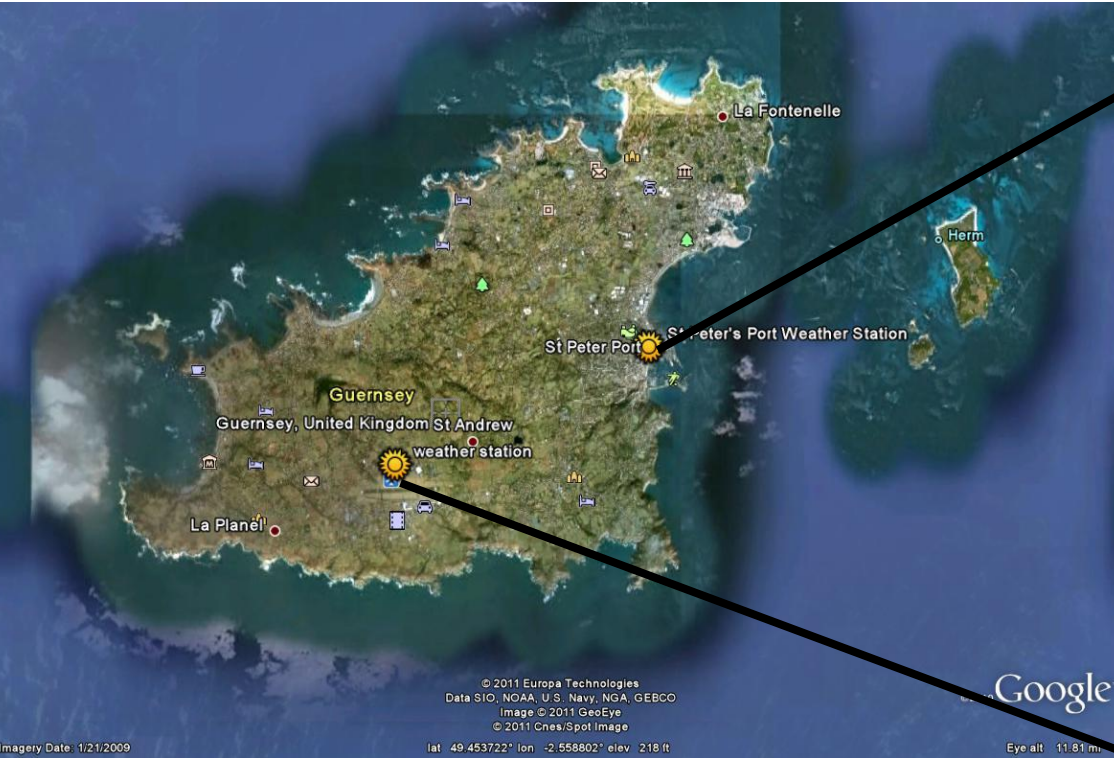 La Fontenelle
Herm
St Peter's Port Weather Station
St Peter Port
Guernsey
Guernsey, United Kingdom St Andrew
weather station
La Planel
© 2011 Europa Technologies
Data SIO, NOAA, U.S. Navy, NGA, GEBCO
Image © 2011 GeoEye
© 2011 Cnes/Spot Image
Google
Imagery Date: 1/21/2009
lat 49.453722° lon -2.558802° elev 218 ft
Eye alt 11.81 mi